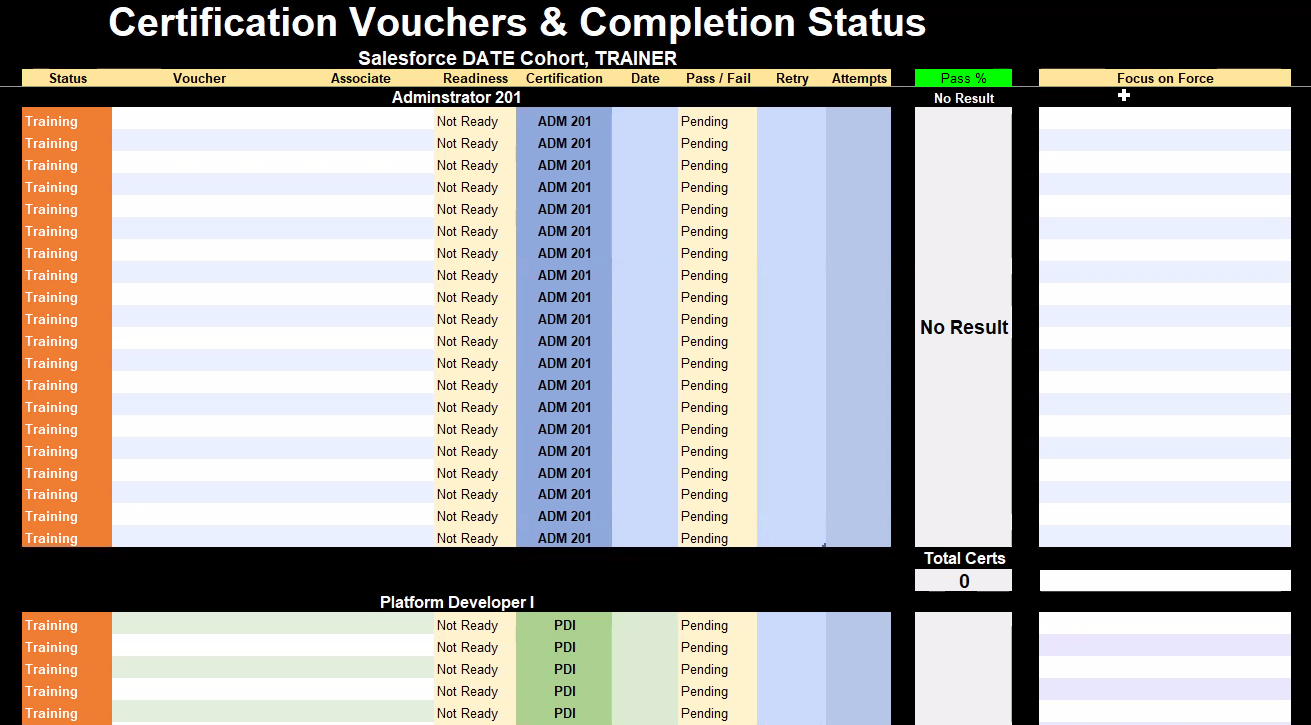 Certification Vouchers & Completion Status
Salesforce DATE Cohort, TRAINER
Status Voucher Associate Readiness Certification Date Pass / Fail Retry Attempts Pass % Focus on Force
Adminstrator 201 No Result
Training Not Ready ADM 201 Pending
Training Not Ready ADM 201 Pending
Training Not Ready ADM 201 Pending
Training Not Ready ADM 201 Pending
Training Not Ready ADM 201 Pending
Training Not Ready ADM 201 Pending
Training Not Ready ADM 201 Pending
Training Not Ready ADM 201 Pending
Training Not Ready ADM 201 Pending
Training Not Ready ADM 201 Pending
No Result
Training Not Ready ADM 201 Pending
Training Not Ready ADM 201 Pending
Training Not Ready ADM 201 Pending
Training Not Ready ADM 201 Pending
Training Not Ready ADM 201 Pending
Training Not Ready ADM 201 Pending
Training Not Ready ADM 201 Pending
Training Not Ready ADM 201 Pending
Training Not Ready ADM 201 Pending
Training Not Ready ADM 201 Pending
Total Certs
0
Platform Developer I
Training Not Ready PDI Pending
Training Not Ready PDI Pending
Training Not Ready PDI Pending
Training Not Ready PDI Pending
Training Not Ready PDI Pending